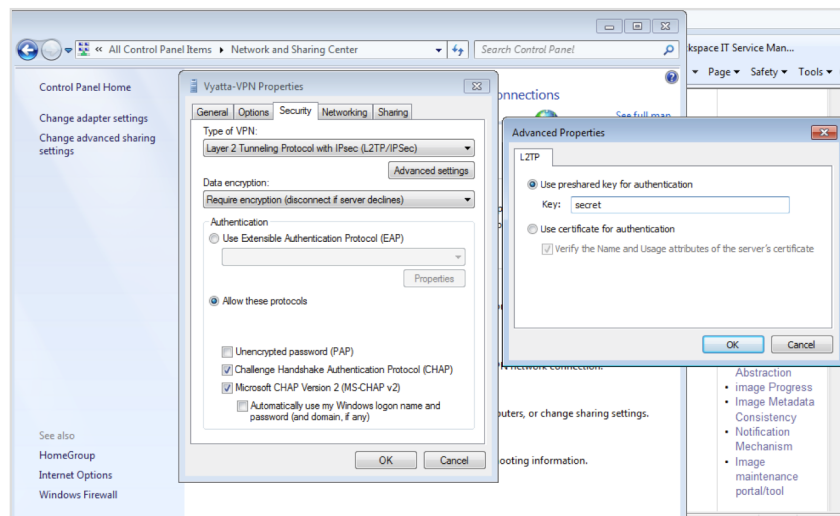 « All Control Panel Items ▸ Network and Sharing Center
Search Control Panel
Control Panel Home
Change adapter settings
Change advanced sharing
settings
See also
HomeGroup
Internet Options
Windows Firewall
Vyatta-VPN Properties
General Options Security Networking Sharing
Type of VPN:
Layer 2 Tunneling Protocol with IPsec (L2TP/IPSec)
Advanced settings
Data encryption:
Require encryption (disconnect if server declines)
Authentication
Use Extensible Authentication Protocol (EAP)
Properties
Allow these protocols
Unencrypted password (PAP)
Challenge Handshake Authentication Protocol (CHAP)
Microsoft CHAP Version 2 (MS-CHAP v2)
Automatically use my Windows logon name and
password (and domain, if any)
OK Cancel
onnections
See full map
Advanced Properties
L2TP
Use preshared key for authentication
Key: secret
Use certificate for authentication
Verify the Name and Usage attributes of the server's certificate
OK Cancel
network connection.
uters, or change sharing settings.
ooting information.
kspace IT Service Man...
Page Safety Tools
Abstraction
• image Progress
• Image Metadata
Consistency
• Notification
Mechanism
• Image
maintenance
portal/tool